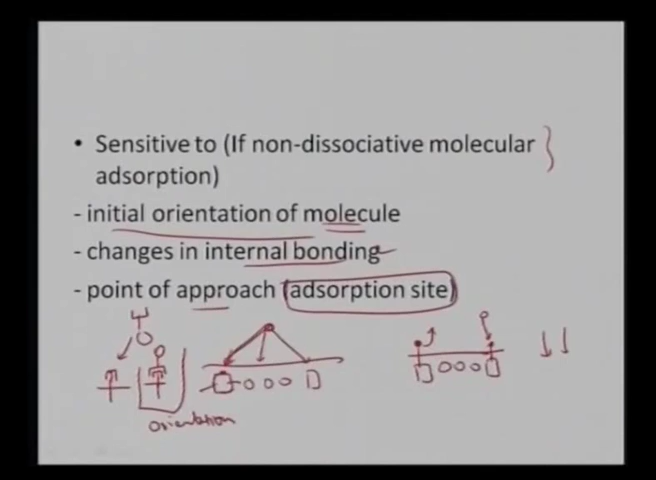 • Sensitive to (If non-dissociative molecular
adsorption)
- initial orientation of molecule
- changes in internal bonding
- point of approach (adsorption site)
orientation